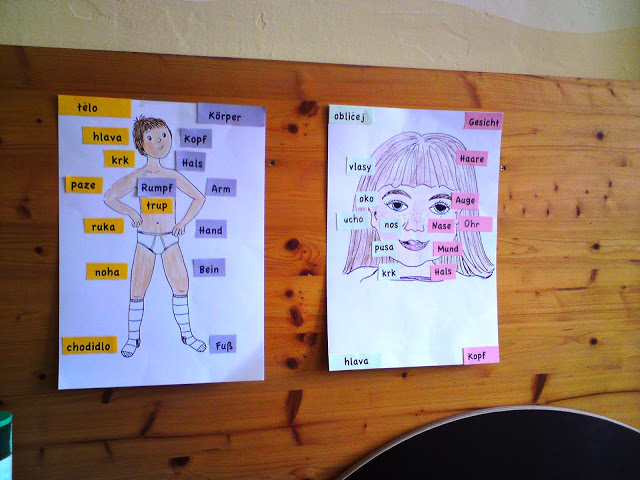 tělo Körper
hlava Kopf
krk Hals
paze Rumpf Arm
trup
ruka Hand
noha Bein
chodidlo Fuß
obličej Gesicht
vlasy Haare
oko Auge
ucho nos Nase Ohr
pusa Mund
krk Hals
hlava Kopf